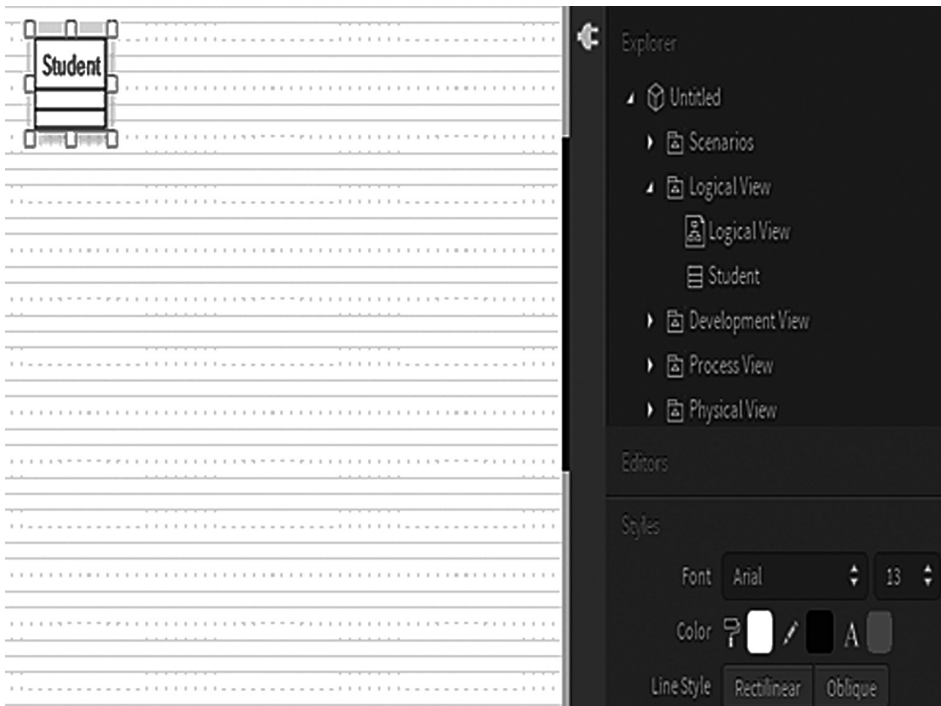 Student
Explorer
Untitled
Scenarios
Logical View
Logical View
Student
Development View
Process View
Physical View
Editors
Styles
Font Arial 13
Color A
Line Style Rectilinear Oblique